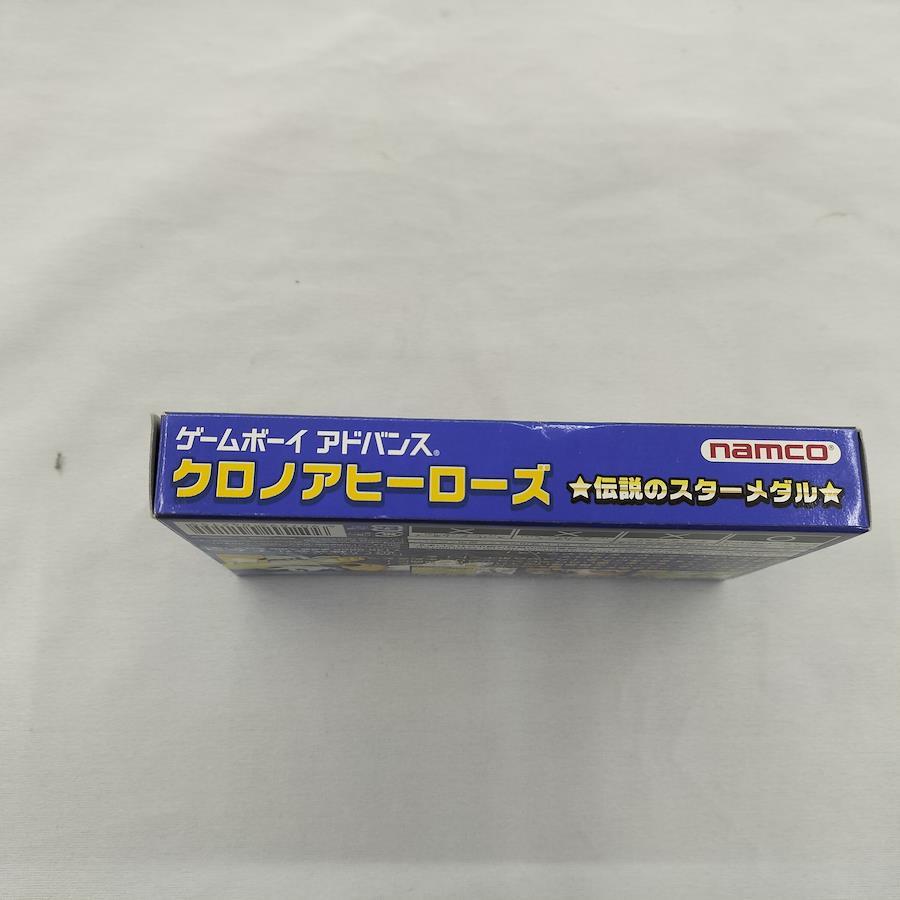 ゲームボーイ アドバンス®
namco®
クロノアヒーローズ ★伝説のスターメダル★